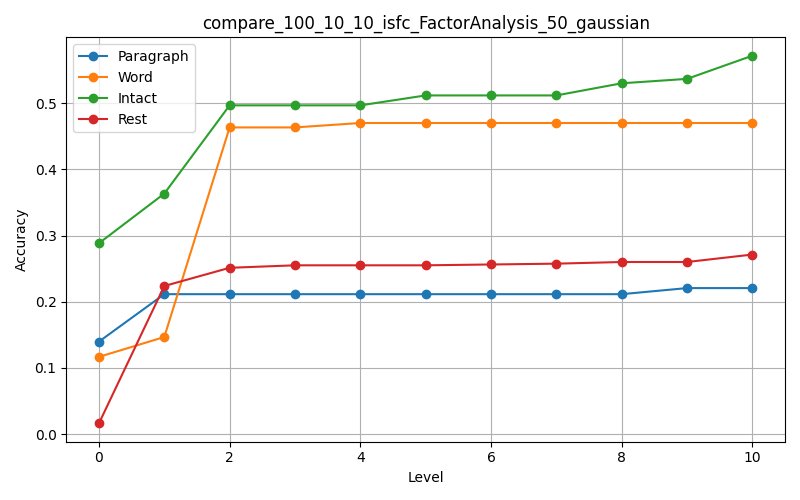 compare_100_10_10_isfc_FactorAnalysis_50_gaussian
Paragraph
Word
Intact
Rest
Accuracy
0.5
0.4
0.3
0.2
0.1
0.0
0 2 4 6 8 10
Level